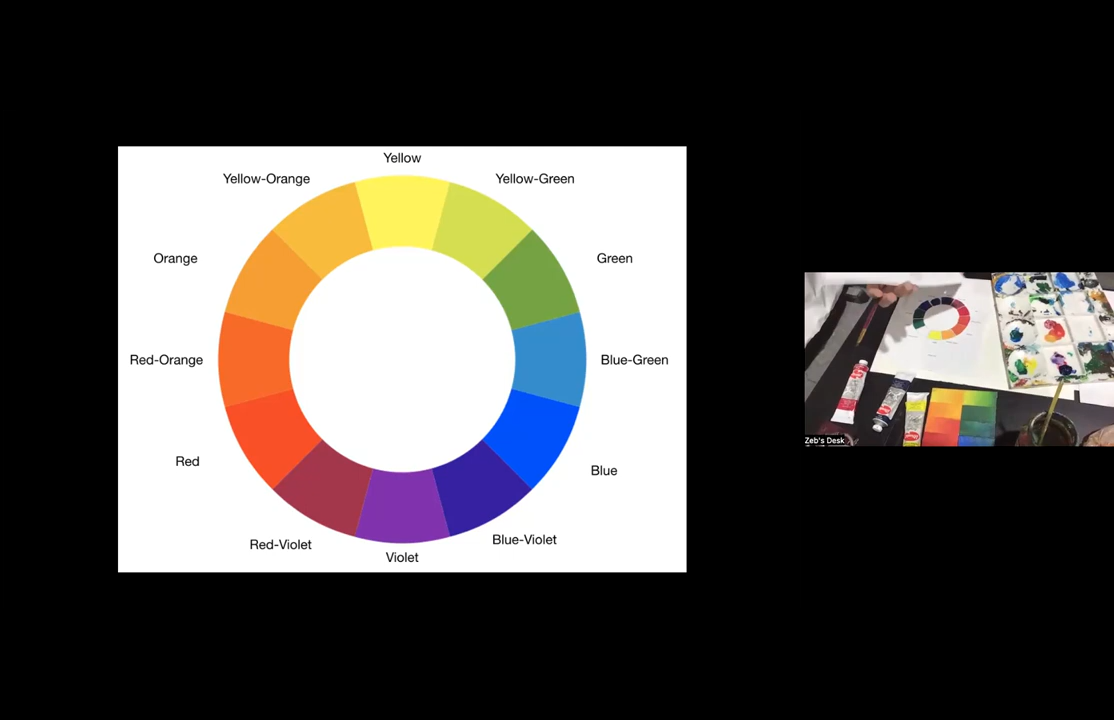 Yellow
Yellow-Orange
Yellow-Green
Orange
Green
Red-Orange
Blue-Green
Red
Blue
Red-Violet
Blue-Violet
Violet
Zeb's Desk